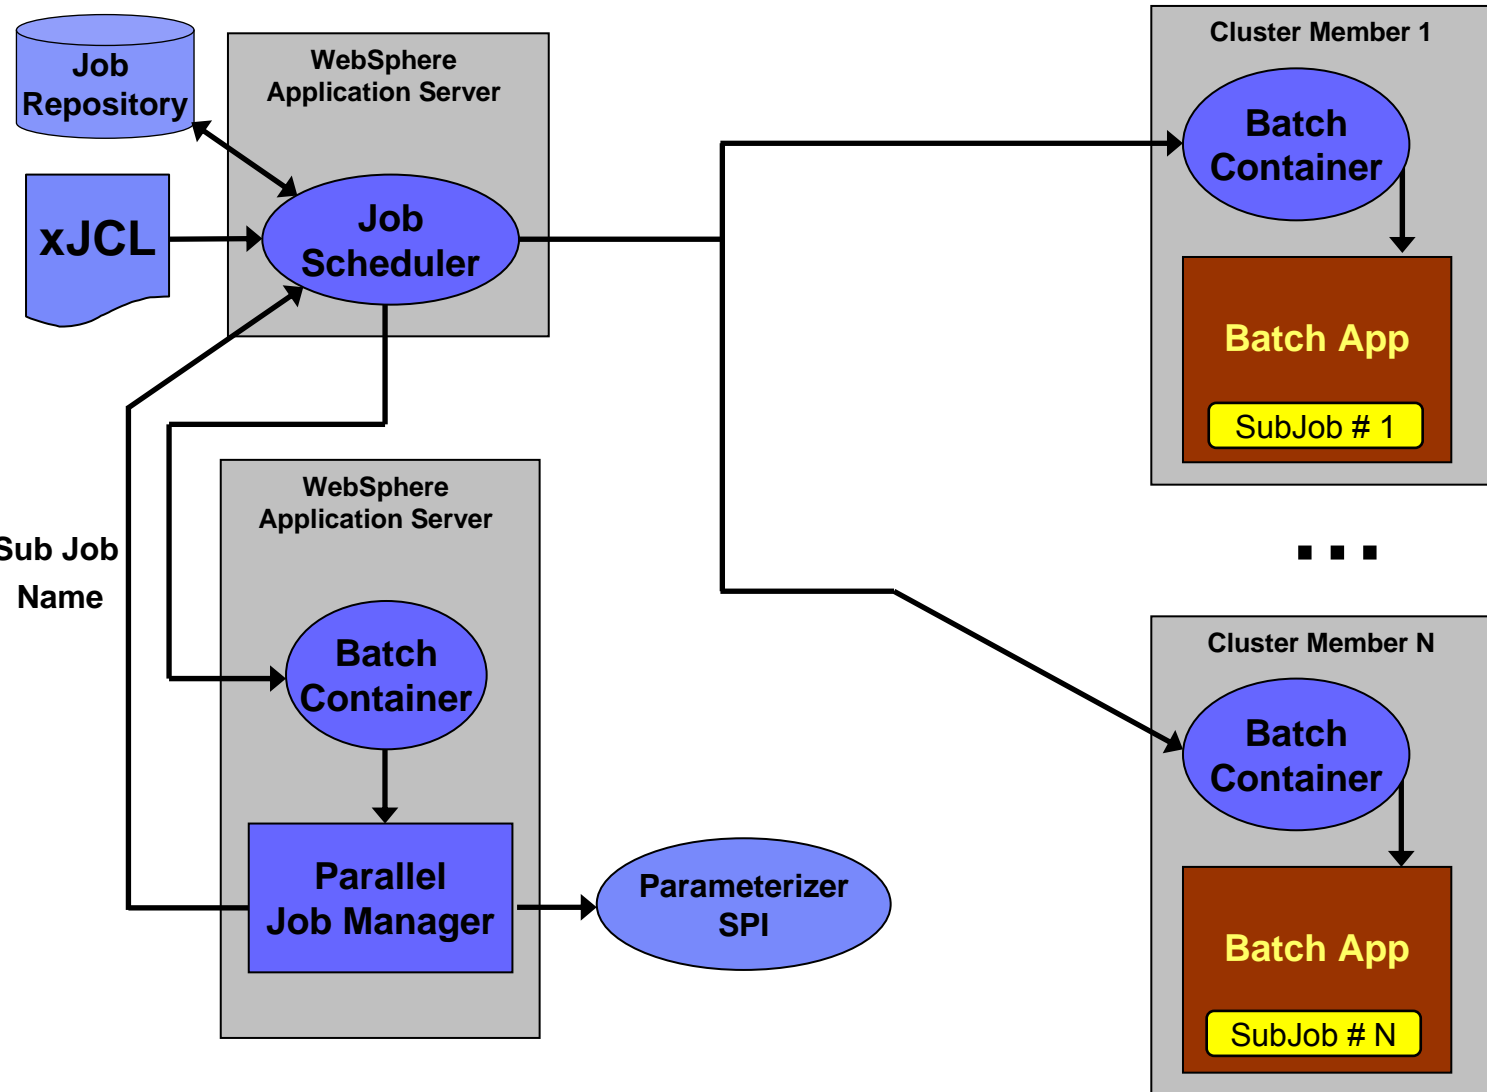 Job
Repository
WebSphere
Application Server
xJCL
Job
Scheduler
Cluster Member 1
Batch
Container
Batch App
SubJob # 1
WebSphere
Application Server
Sub Job
Name
Batch
Container
Parallel
Job Manager
Parameterizer
SPI
...
Cluster Member N
Batch
Container
Batch App
SubJob # N